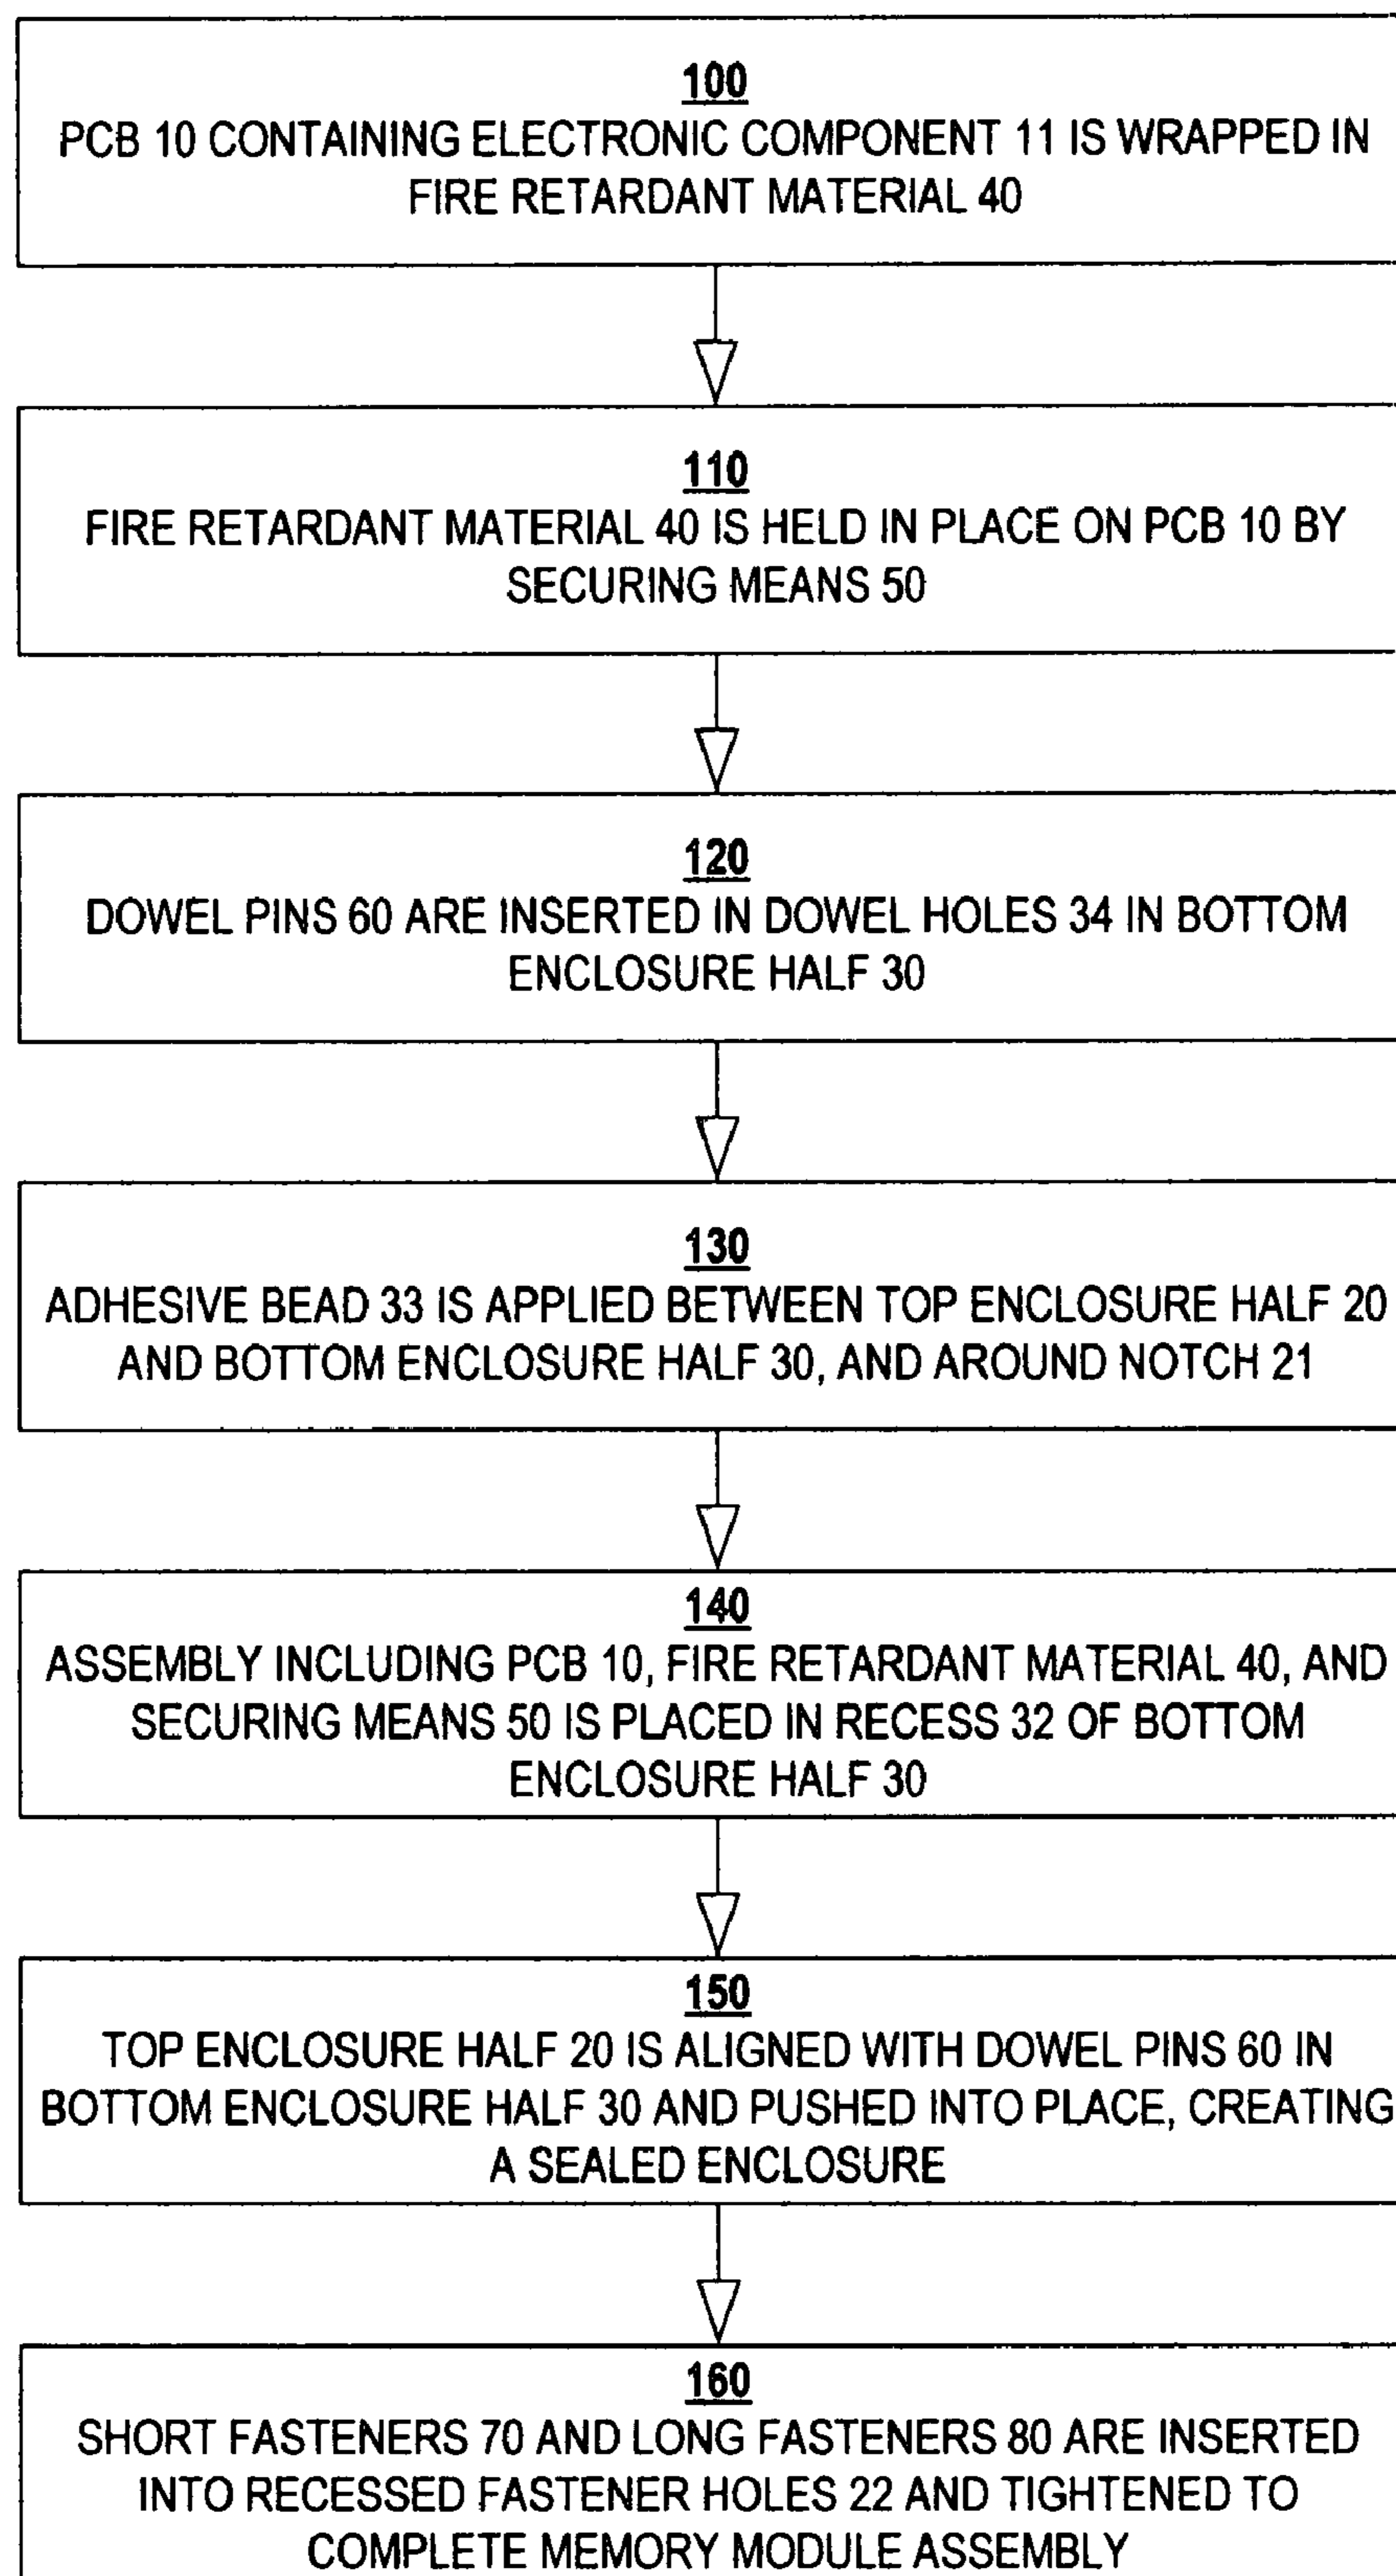 100
PCB 10 CONTAINING ELECTRONIC COMPONENT 11 IS WRAPPED IN
FIRE RETARDANT MATERIAL 40
110
FIRE RETARDANT MATERIAL 40 IS HELD IN PLACE ON PCB 10 BY
SECURING MEANS 50
120
DOWEL PINS 60 ARE INSERTED IN DOWEL HOLES 34 IN BOTTOM
ENCLOSURE HALF 30
130
ADHESIVE BEAD 33 IS APPLIED BETWEEN TOP ENCLOSURE HALF 20
AND BOTTOM ENCLOSURE HALF 30, AND AROUND NOTCH 21
140
ASSEMBLY INCLUDING PCB 10, FIRE RETARDANT MATERIAL 40, AND
SECURING MEANS 50 IS PLACED IN RECESS 32 OF BOTTOM
ENCLOSURE HALF 30
150
TOP ENCLOSURE HALF 20 IS ALIGNED WITH DOWEL PINS 60 IN
BOTTOM ENCLOSURE HALF 30 AND PUSHED INTO PLACE, CREATING
A SEALED ENCLOSURE
160
SHORT FASTENERS 70 AND LONG FASTENERS 80 ARE INSERTED
INTO RECESSED FASTENER HOLES 22 AND TIGHTENED TO
COMPLETE MEMORY MODULE ASSEMBLY